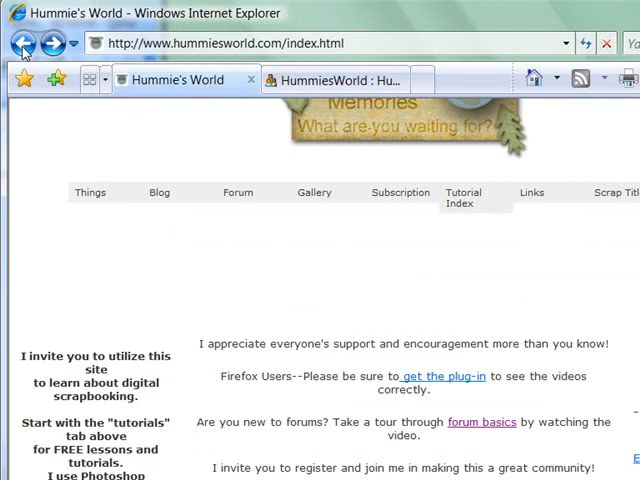 Hummie's World - Windows Internet Explorer
http://www.hummiesworld.com/index.html
Hummie's World
HummiesWorld : Hu...
Memories
What are you waiting for?
Things Blog Forum Gallery Subscription Tutorial Index Links Scrap Titl
I appreciate everyone's support and encouragement more than you know!
Firefox Users--Please be sure to get the plug-in to see the videos
correctly.
Are you new to forums? Take a tour through forum basics by watching the
video.
I invite you to register and join me in making this a great community!
I invite you to utilize this
site
to learn about digital
scrapbooking.
Start with the "tutorials"
tab above
for FREE lessons and
tutorials.
I use Photoshop